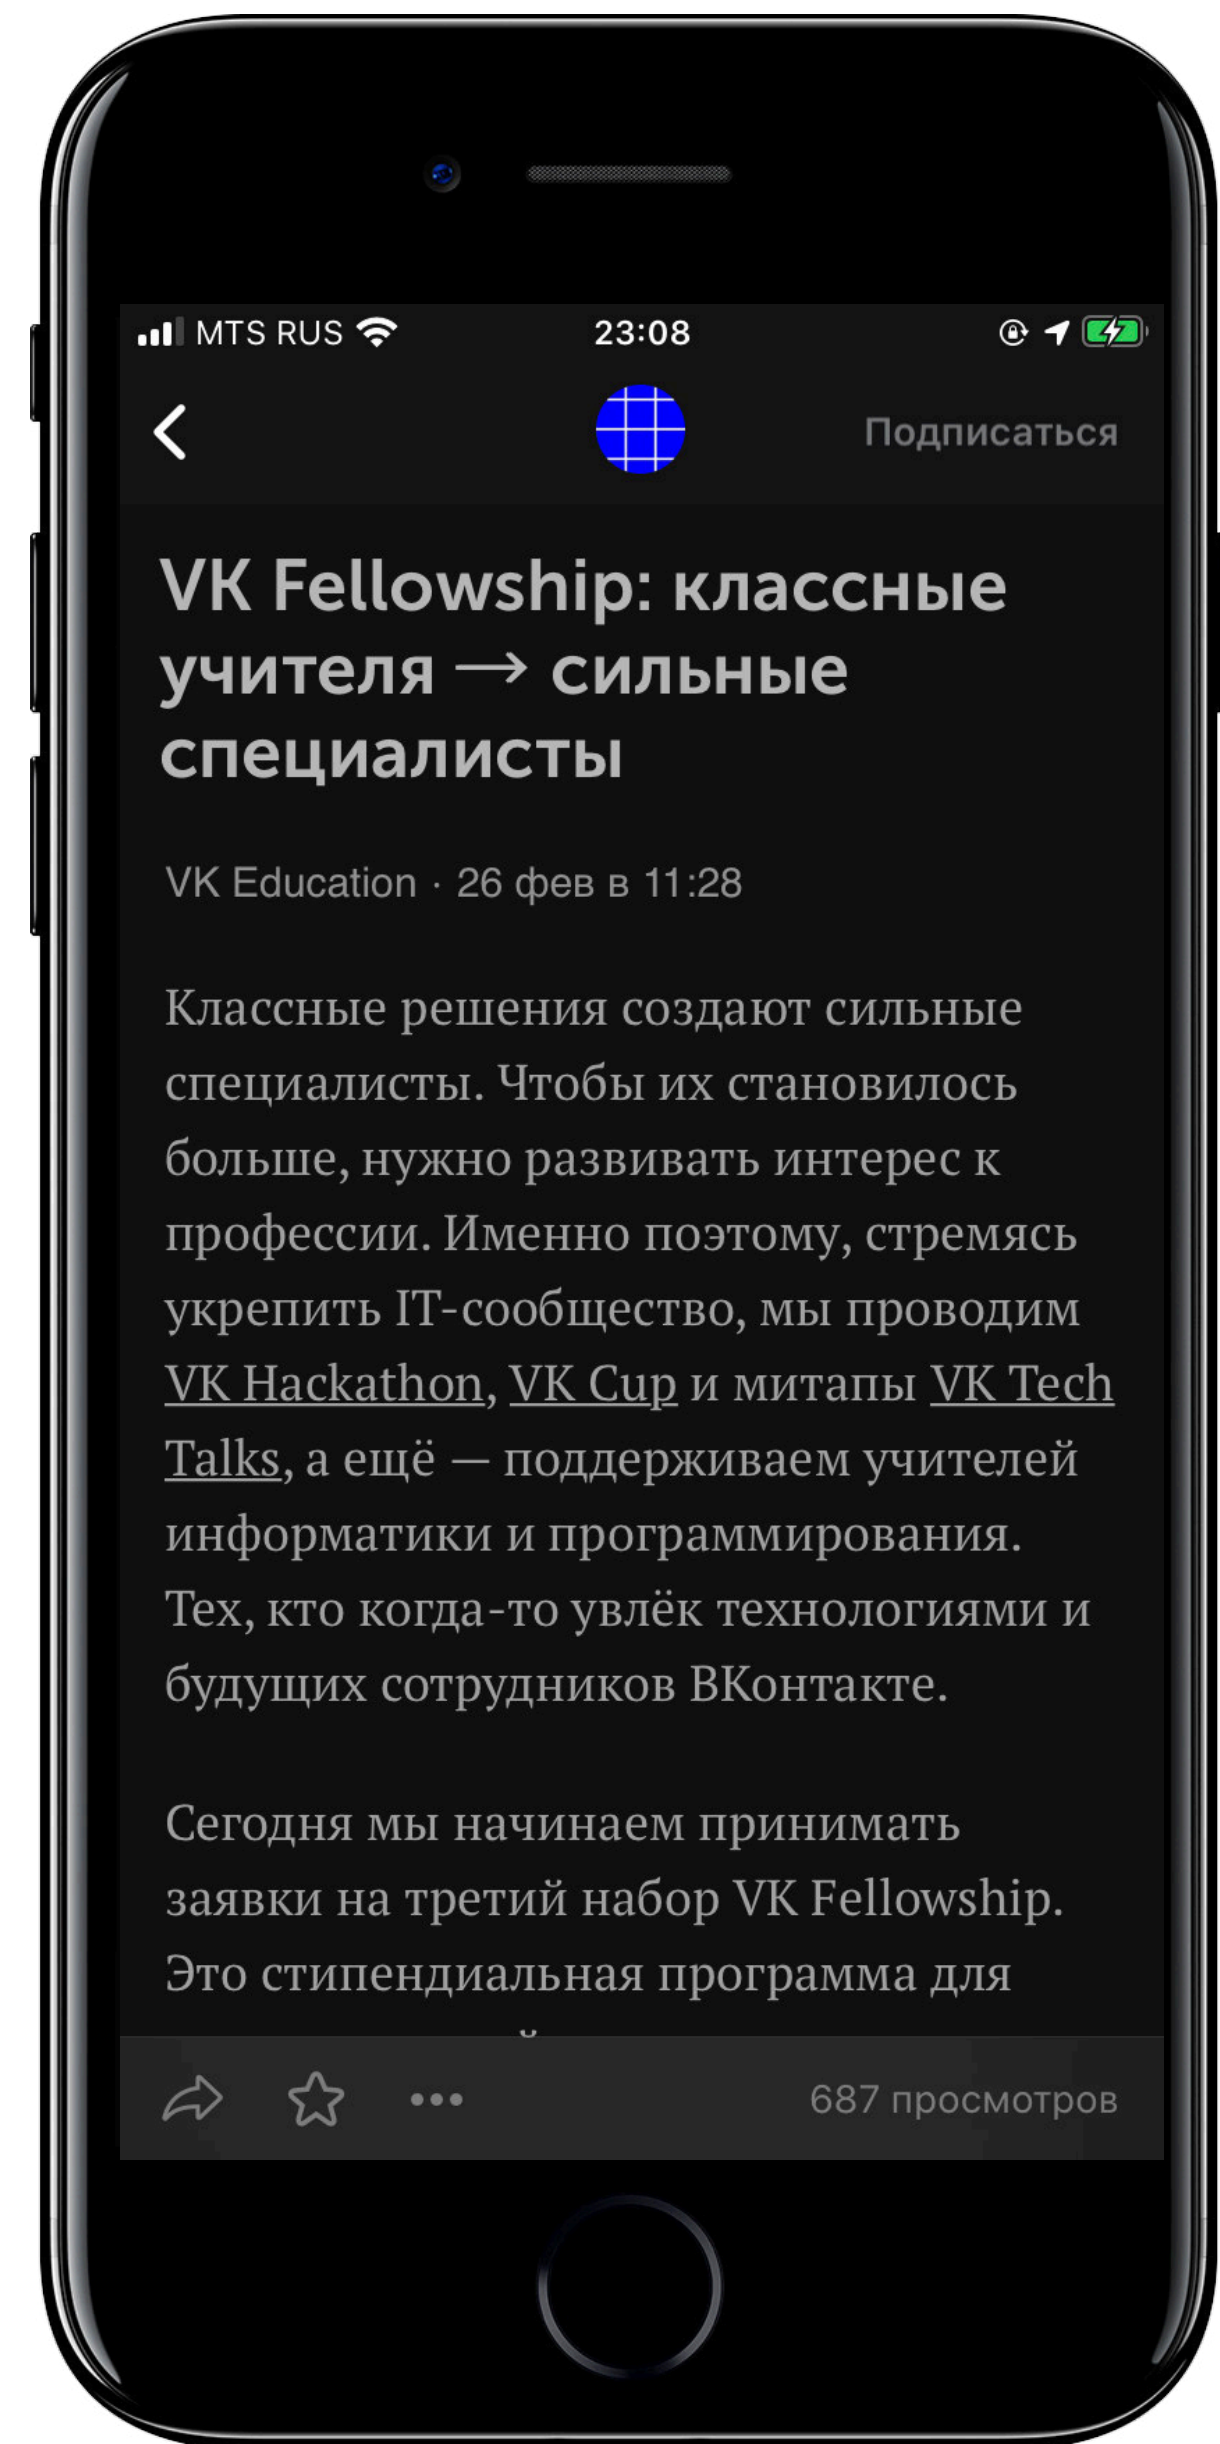 MTS RUS 23:08
Подписаться
VK Fellowship: классные
учителя → сильные
специалисты
VK Education · 26 фев в 11:28
Классные решения создают сильные
специалисты. Чтобы их становилось
больше, нужно развивать интерес к
профессии. Именно поэтому, стремясь
укрепить IT-сообщество, мы проводим
VK Hackathon, VK Cup и митапы VK Tech
Talks, а ещё — поддерживаем учителей
информатики и программирования.
Тех, кто когда-то увлёк технологиями и
будущих сотрудников ВКонтакте.
Сегодня мы начинаем принимать
заявки на третий набор VK Fellowship.
Это стипендиальная программа для
687 просмотров